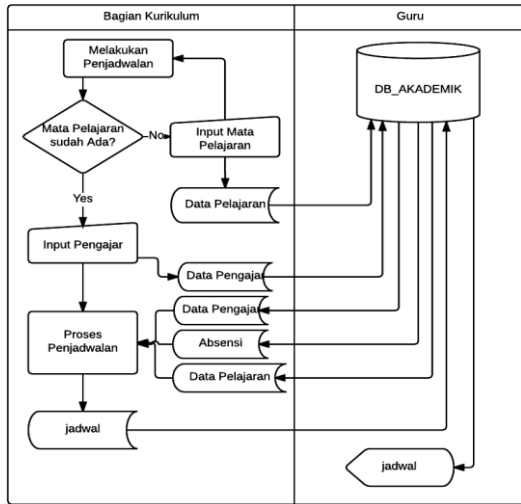 Bagian Kurikulum
Guru
Melakukan
Penjadwalan
DB_AKADEMIK
Mata Pelajaran
sudah Ada?
No
Input Mata
Pelajaran
Yes
Data Pelajaran
Input Pengajar
Data Pengajar
Data Pengajar
Proses
Penjadwalan
Absensi
Data Pelajaran
jadwal
jadwal